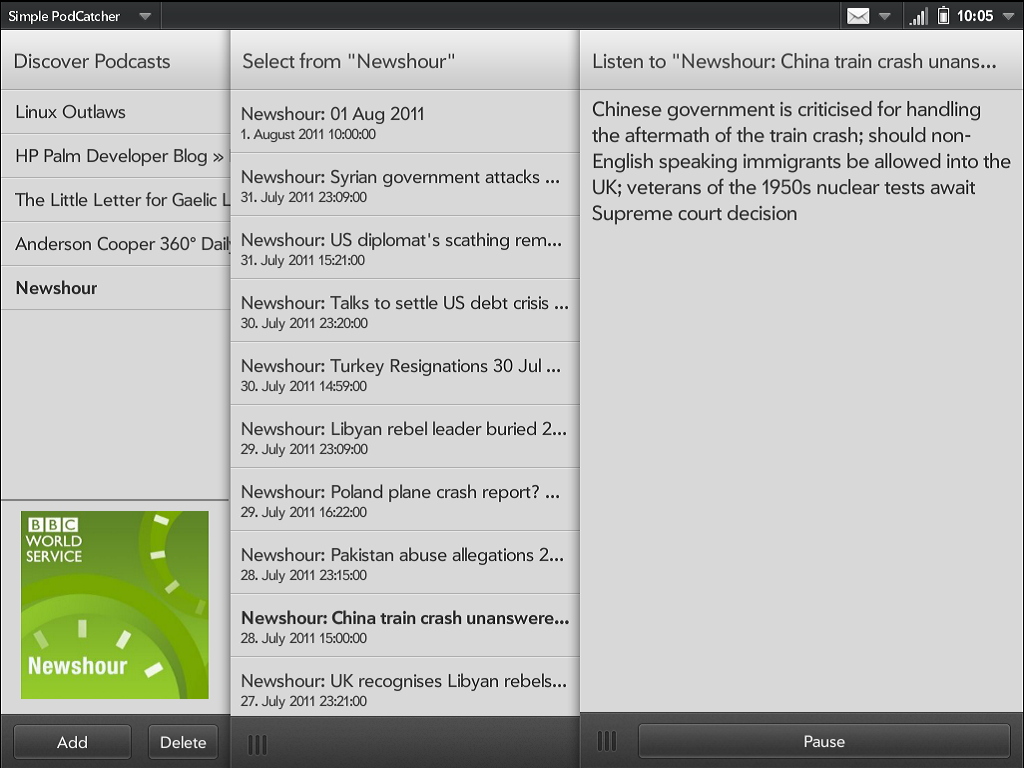 Simple PodCatcher
10:05
Discover Podcasts
Linux Outlaws
HP Palm Developer Blog »
The Little Letter for Gaelic L
Anderson Cooper 360° Daily
Newshour
BBC
WORLD
SERVICE
Newshour
Add
Delete
Select from "Newshour"
Newshour: 01 Aug 2011
1. August 2011 10:00:00
Newshour: Syrian government attacks ...
31. July 2011 23:09:00
Newshour: US diplomat's scathing rem...
31. July 2011 15:21:00
Newshour: Talks to settle US debt crisis ...
30. July 2011 23:20:00
Newshour: Turkey Resignations 30 Jul ...
30. July 2011 14:59:00
Newshour: Libyan rebel leader buried 2...
29. July 2011 23:09:00
Newshour: Poland plane crash report? ...
29. July 2011 16:22:00
Newshour: Pakistan abuse allegations 2...
28. July 2011 23:15:00
Newshour: China train crash unanswere...
28. July 2011 15:00:00
Newshour: UK recognises Libyan rebels...
27. July 2011 23:21:00
Listen to "Newshour: China train crash unans...
Chinese government is criticised for handling
the aftermath of the train crash; should non-
English speaking immigrants be allowed into the
UK; veterans of the 1950s nuclear tests await
Supreme court decision
Pause